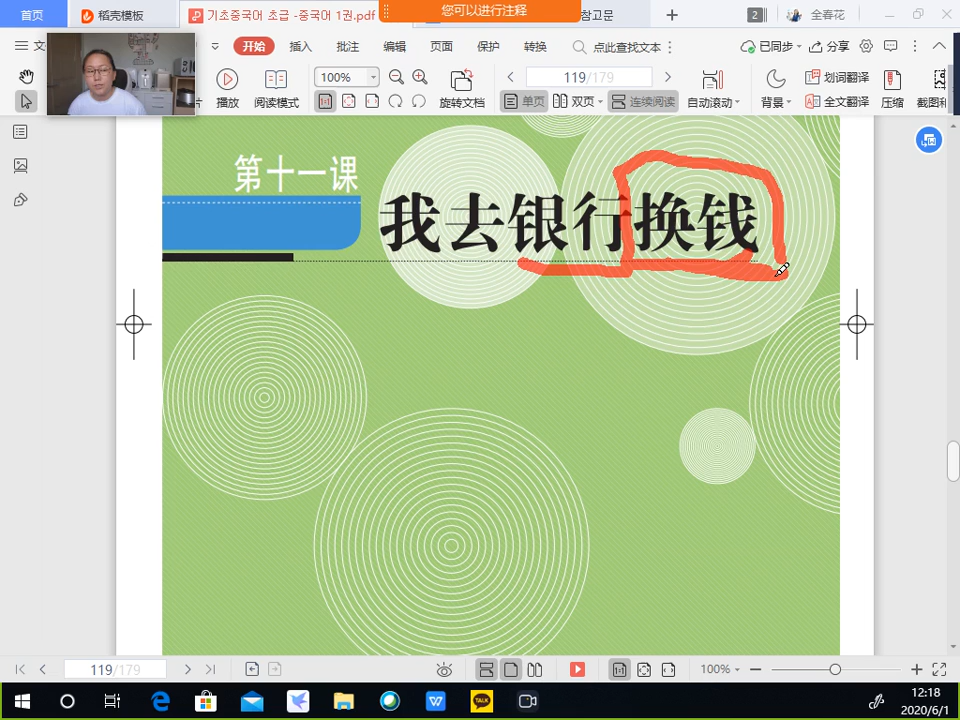 首页
稻壳模板
기초중국어 초급 -중국어 1권.pdf
您可以进行注释
참고문
2
全春花
开始
插入
批注
编辑
页面
保护
转换
点此查找文本
已同步
分享
播放
阅读模式
100%
旋转文档
119/179
单页
双页
连续阅读
自动滚动
背景
划词翻译
全文翻译
压缩
第十一课
我去银行换钱
119/179
100%
TALK
12:18
2020/6/1